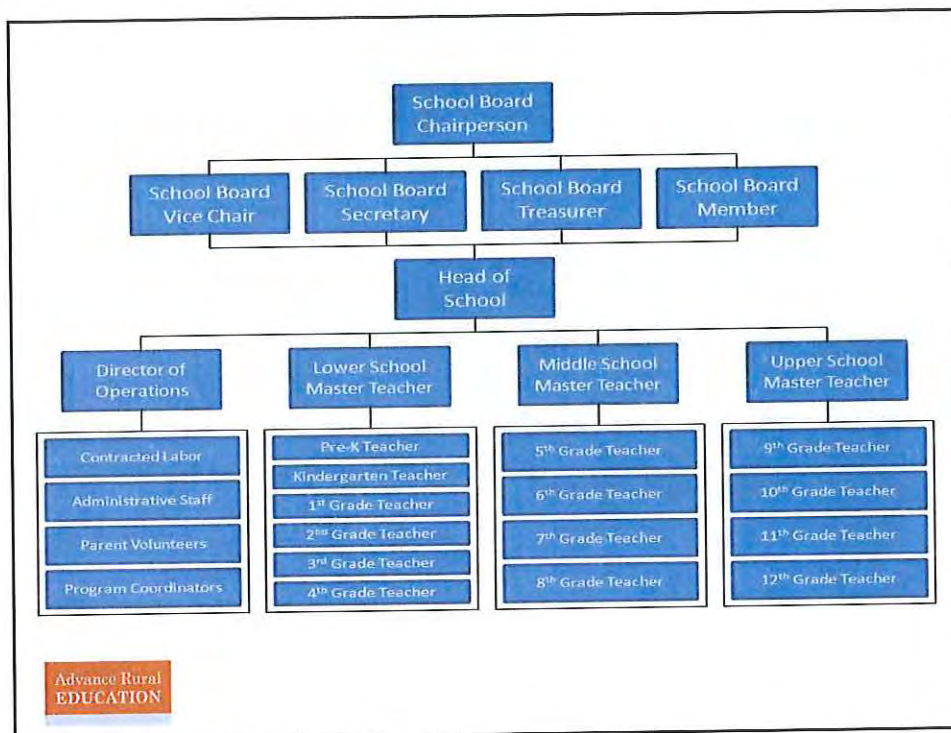 School Board
Chairperson
School Board
Vice Chair
School Board
Secretary
School Board
Treasurer
School Board
Member
Head of
School
Director of
Operations
Lower School
Master Teacher
Middle School
Master Teacher
Upper School
Master Teacher
Contracted Labor
Administrative Staff
Parent Volunteers
Program Coordinators
Pre-K Teacher
Kindergarten Teacher
1st Grade Teacher
2nd Grade Teacher
3rd Grade Teacher
4th Grade Teacher
5th Grade Teacher
6th Grade Teacher
7th Grade Teacher
8th Grade Teacher
9th Grade Teacher
10th Grade Teacher
11th Grade Teacher
12th Grade Teacher
Advance Rural
EDUCATION